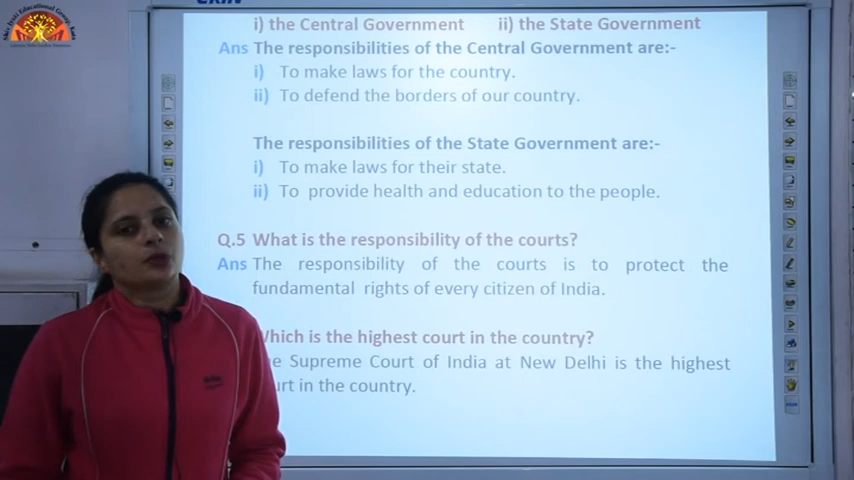 Shiv Jyoti Educational Group, Kota
i) the Central Government ii) the State Government
Ans The responsibilities of the Central Government are:-
i) To make laws for the country.
ii) To defend the borders of our country.
The responsibilities of the State Government are:-
i) To make laws for their state.
ii) To provide health and education to the people.
Q.5 What is the responsibility of the courts?
Ans The responsibility of the courts is to protect the
fundamental rights of every citizen of India.
Which is the highest court in the country?
Supreme Court of India at New Delhi is the highest
in the country.